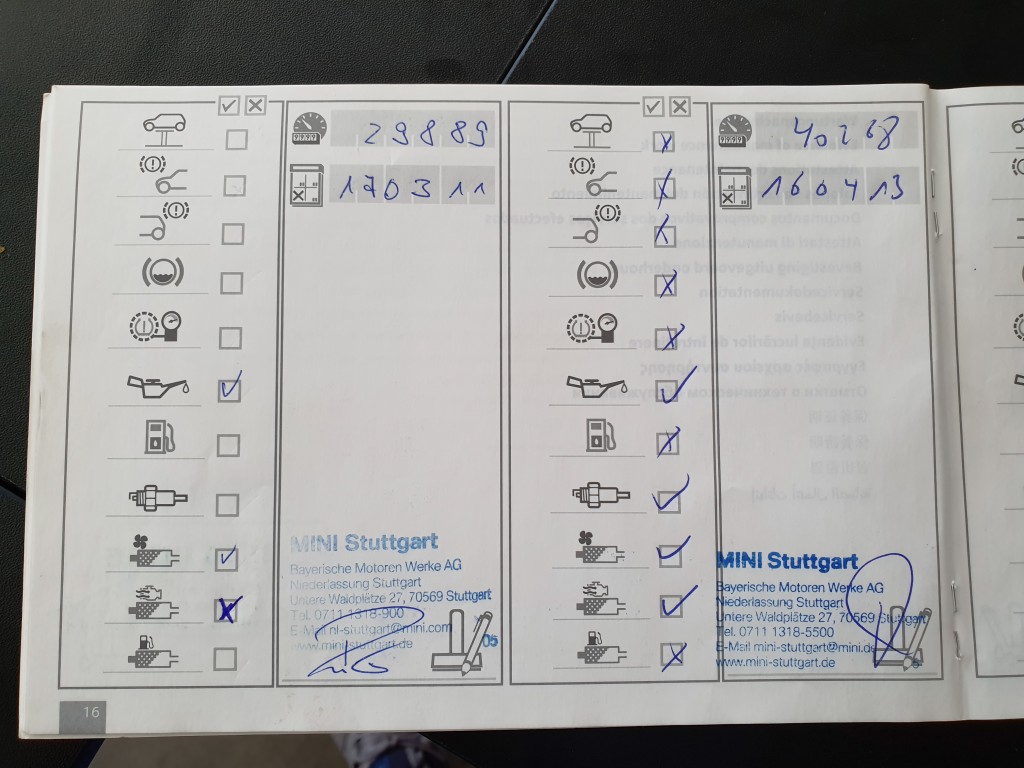 29889
170311
MINI Stuttgart
Bayerische Motoren Werke AG
Niederlassung Stuttgart
Untere Waldplätze 27, 70569 Stuttgart
Tel. 0711 1318-900
E-Mail nl-stuttgart@mini.com
www.mini-stuttgart.de
05
40268
160413
MINI Stuttgart
Bayerische Motoren Werke AG
Niederlassung Stuttgart
Untere Waldplätze 27, 70569 Stuttgart
Tel. 0711 1318-5500
E-Mail mini-stuttgart@mini.de
www.mini-stuttgart.de
16